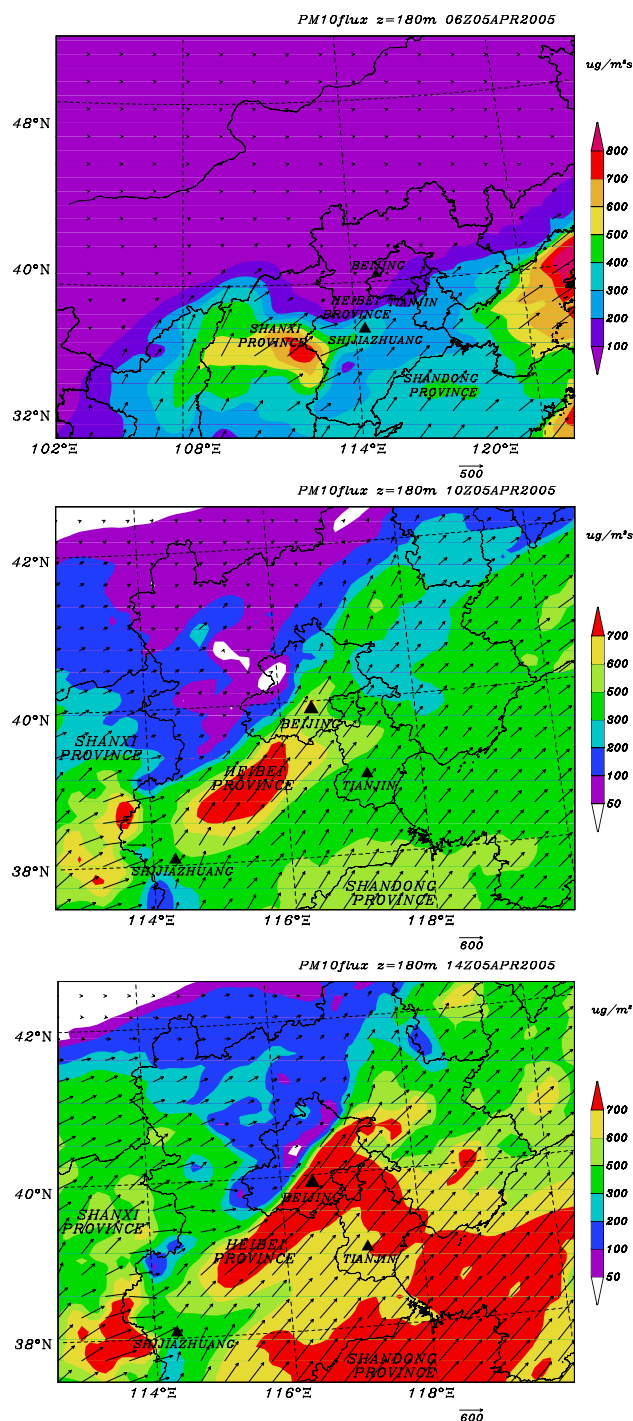 PM10flux z=180m 06Z05APR2005
ug/m²s
48°N
40°N
32°N
102°E
108°E
114°E
120°E
BEIJING
HEIBEI
PROVINCE
TIANJIN
SHANXI
PROVINCE
SHIJIAZHUANG
SHANDONG
PROVINCE
800
700
600
500
400
300
200
100
500
PM10flux z=180m 10Z05APR2005
ug/m²s
42°N
40°N
38°N
114°E
116°E
118°E
BEIJING
SHANXI
PROVINCE
HEIBEI
PROVINCE
TIANJIN
SHIJIAZHUANG
SHANDONG
PROVINCE
700
600
500
400
300
200
100
50
600
PM10flux z=180m 14Z05APR2005
ug/m²
42°N
40°N
38°N
114°E
116°E
118°E
BEIJING
SHANXI
PROVINCE
HEIBEI
PROVINCE
TIANJIN
SHIJIAZHUANG
SHANDONG
PROVINCE
700
600
500
300
200
100
50
600